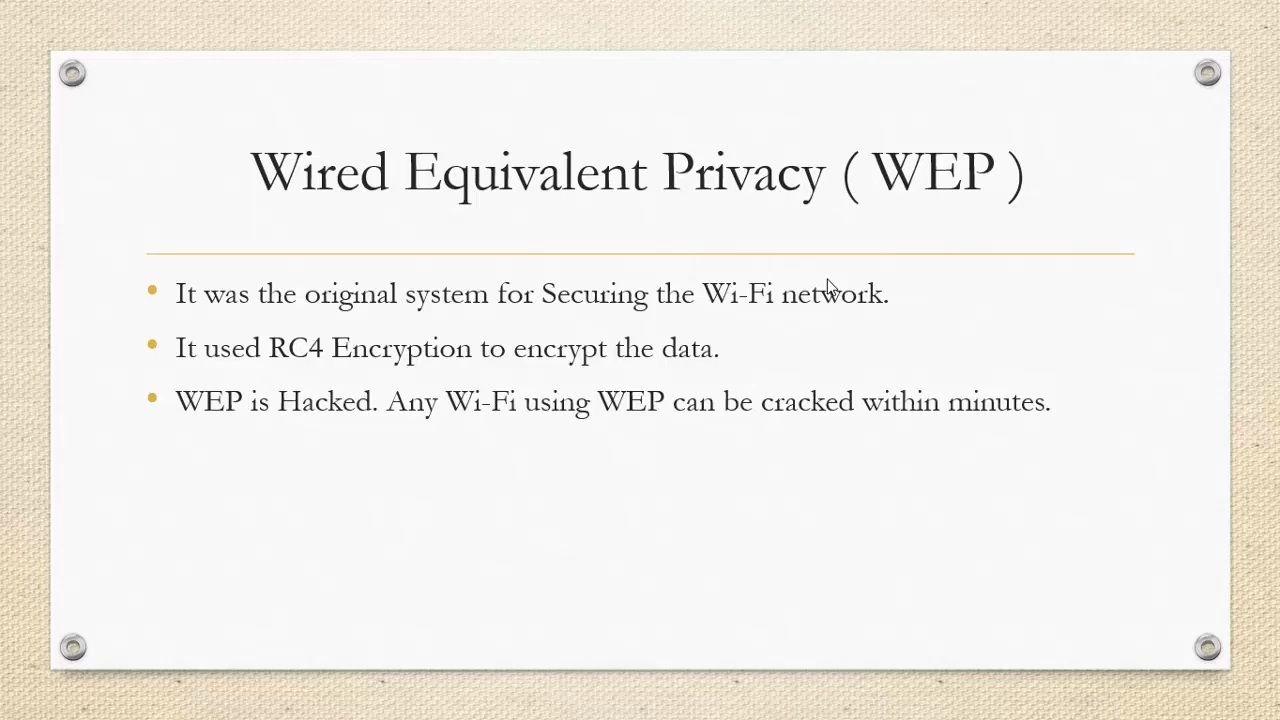 Wired Equivalent Privacy ( WEP )
• It was the original system for Securing the Wi-Fi network.
• It used RC4 Encryption to encrypt the data.
• WEP is Hacked. Any Wi-Fi using WEP can be cracked within minutes.